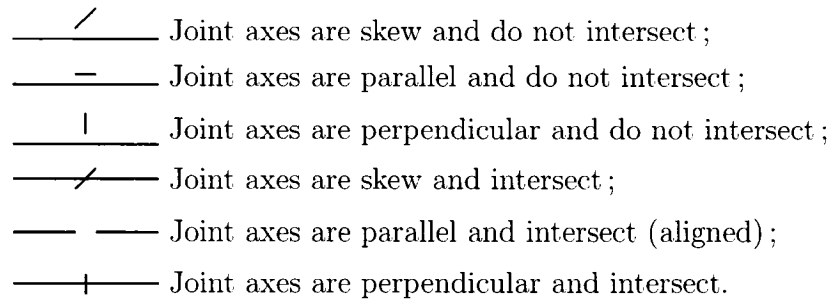 Joint axes are skew and do not intersect ;
Joint axes are parallel and do not intersect ;
Joint axes are perpendicular and do not intersect ;
Joint axes are skew and intersect ;
Joint axes are parallel and intersect (aligned) ;
Joint axes are perpendicular and intersect.